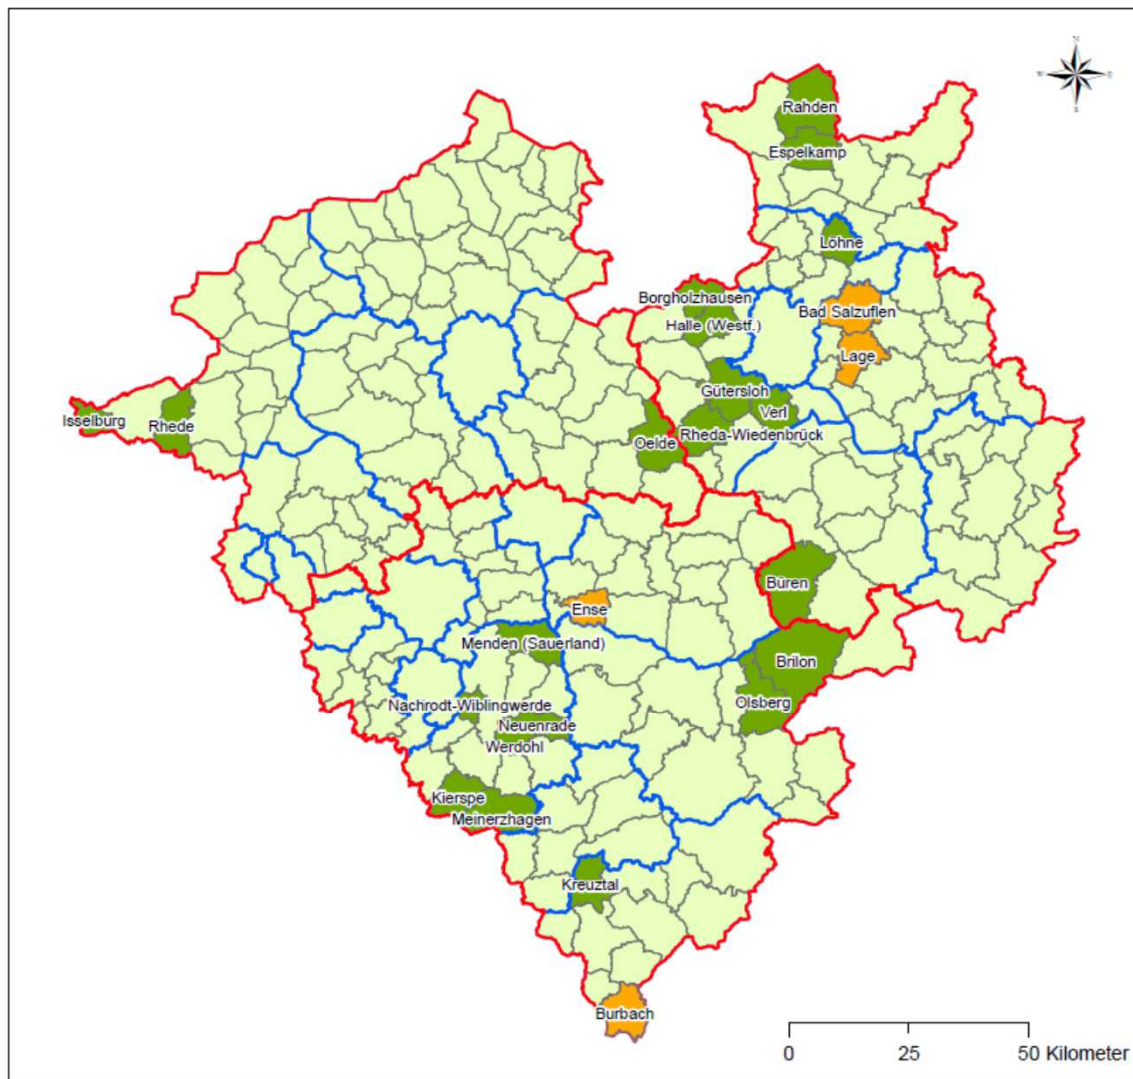 N
W E
S
Rahden
Espelkamp
Löhne
Borgholzhausen
Bad Salzuflen
Halle (Westf.)
Lage
Gütersloh
Verl
Isselburg
Rhede
Rheda-Wiedenbrück
Oelde
Büren
Ense
Menden (Sauerland)
Brilon
Olsberg
Nachrodt-Wiblingwerde
Neuenrade
Werdohl
Kierspe
Meinerzhagen
Kreuztal
Burbach
0 25 50 Kilometer